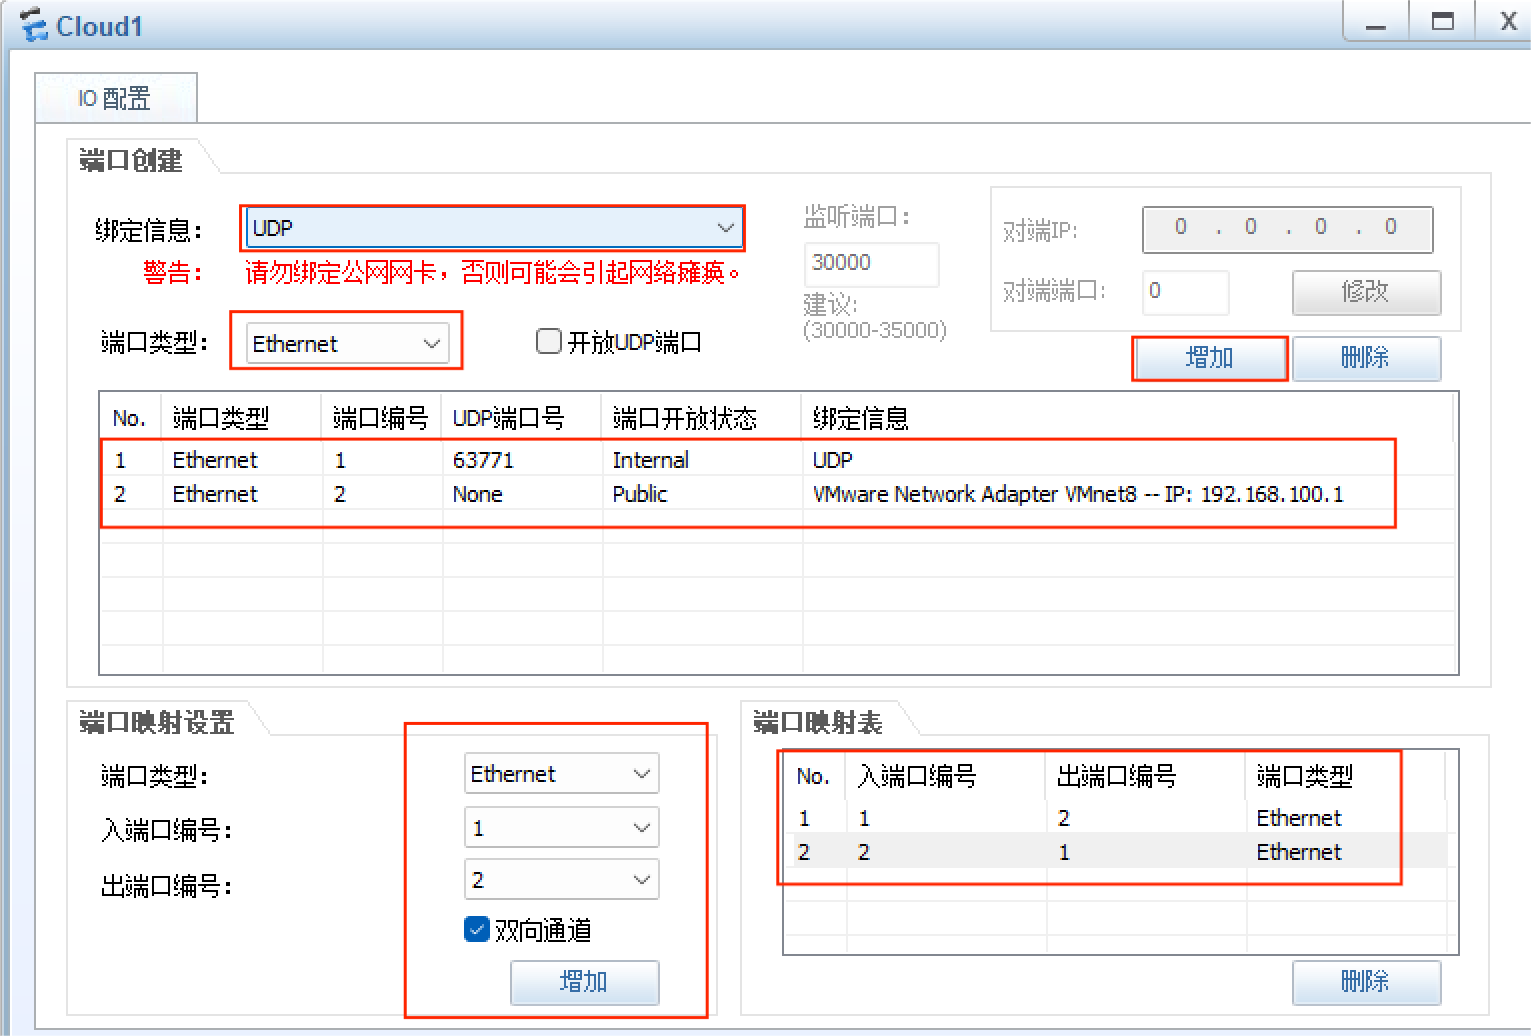 Cloud1
IO 配置
端口创建
绑定信息： UDP
警告： 请勿绑定公网网卡，否则可能会引起网络瘫痪。
端口类型： Ethernet
开放UDP端口
监听端口：
30000
建议:
(30000-35000)
对端IP: 0 . 0 . 0 . 0
对端端口: 0 修改
增加 删除
No. 端口类型 端口编号 UDP端口号 端口开放状态 绑定信息
1 Ethernet 1 63771 Internal UDP
2 Ethernet 2 None Public VMware Network Adapter VMnet8 -- IP: 192.168.100.1
端口映射设置
端口类型： Ethernet
入端口编号： 1
出端口编号： 2
双向通道
增加
端口映射表
No. 入端口编号 出端口编号 端口类型
1 1 2 Ethernet
2 2 1 Ethernet
删除